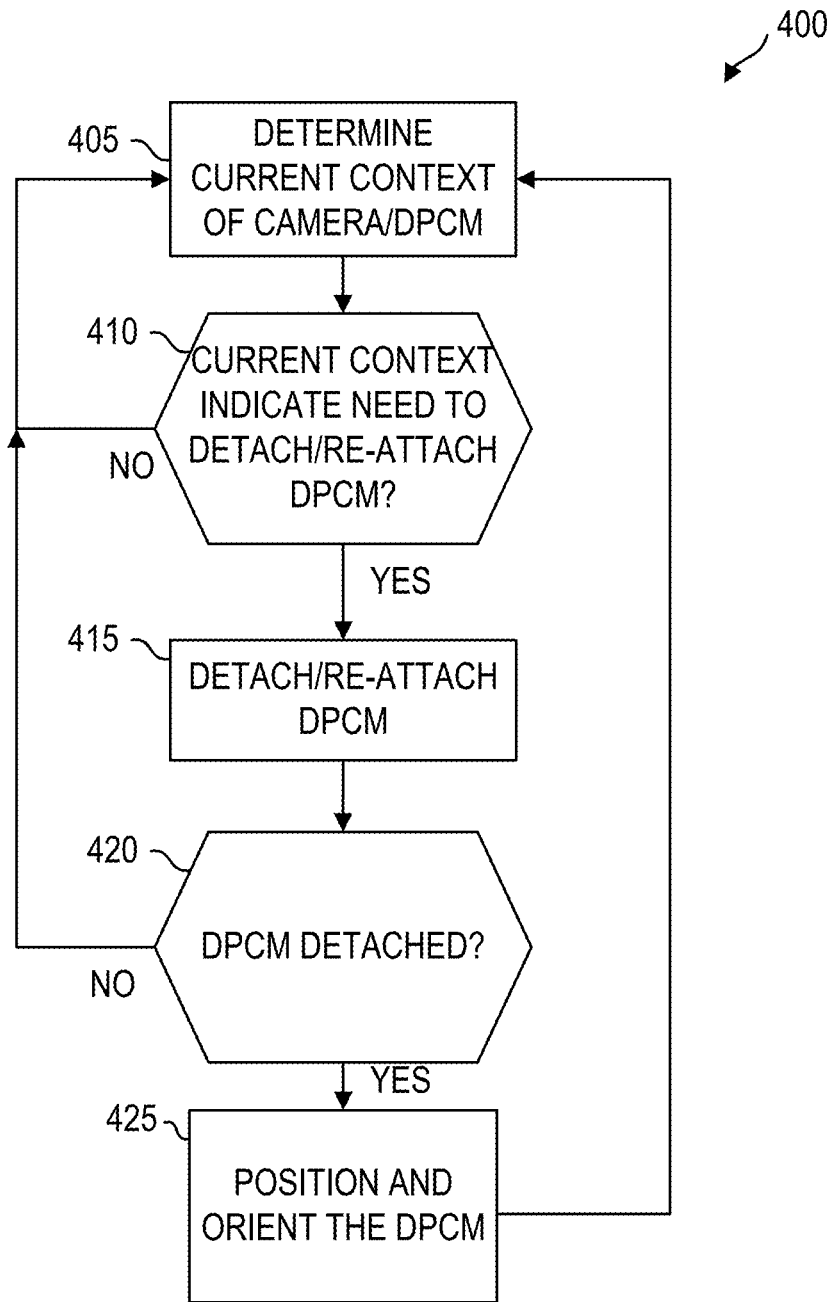 400
405
DETERMINE
CURRENT CONTEXT
OF CAMERA/DPCM
410
CURRENT CONTEXT
INDICATE NEED TO
DETACH/RE-ATTACH
DPCM?
NO
YES
415
DETACH/RE-ATTACH
DPCM
420
DPCM DETACHED?
NO
YES
425
POSITION AND
ORIENT THE DPCM